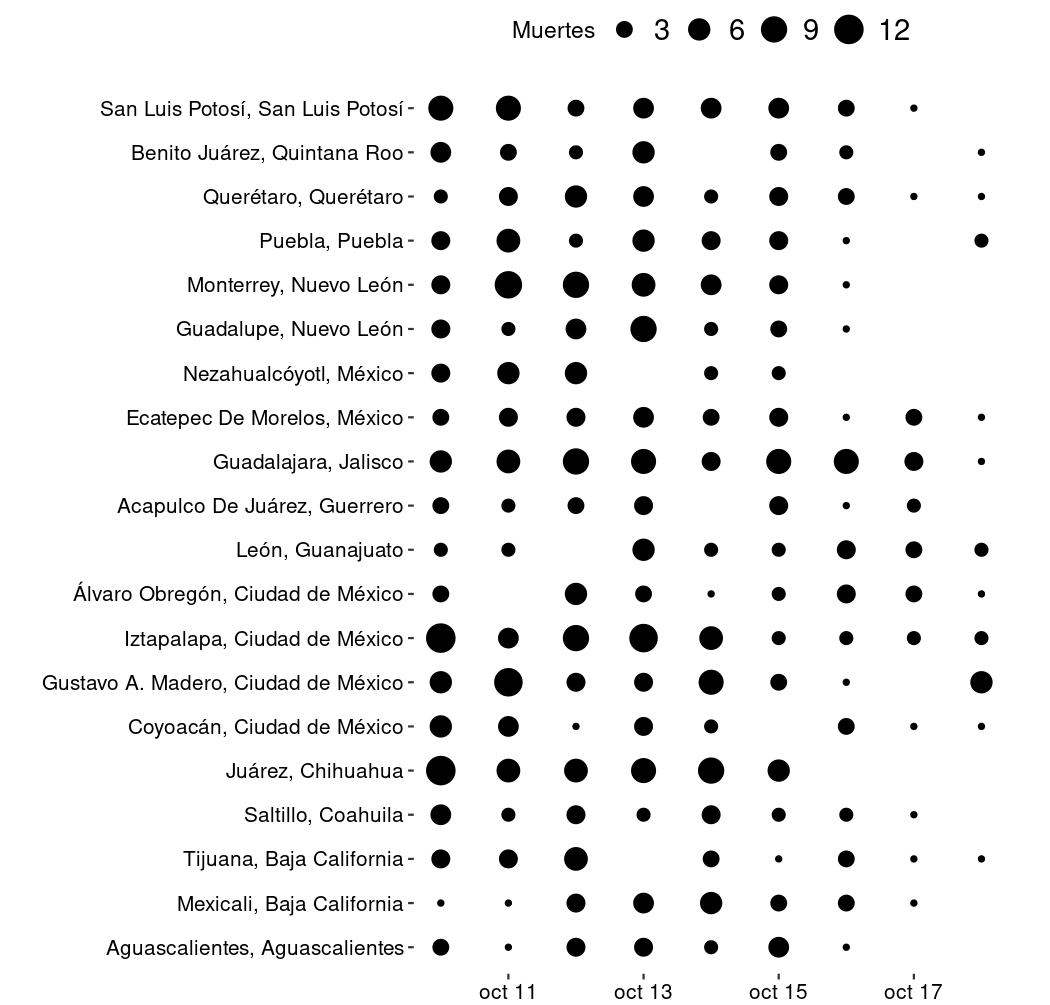 Muertes 3 6 9 12
San Luis Potosí, San Luis Potosí
Benito Juárez, Quintana Roo
Querétaro, Querétaro
Puebla, Puebla
Monterrey, Nuevo León
Guadalupe, Nuevo León
Nezahualcóyotl, México
Ecatepec De Morelos, México
Guadalajara, Jalisco
Acapulco De Juárez, Guerrero
León, Guanajuato
Álvaro Obregón, Ciudad de México
Iztapalapa, Ciudad de México
Gustavo A. Madero, Ciudad de México
Coyoacán, Ciudad de México
Juárez, Chihuahua
Saltillo, Coahuila
Tijuana, Baja California
Mexicali, Baja California
Aguascalientes, Aguascalientes
oct 11 oct 13 oct 15 oct 17